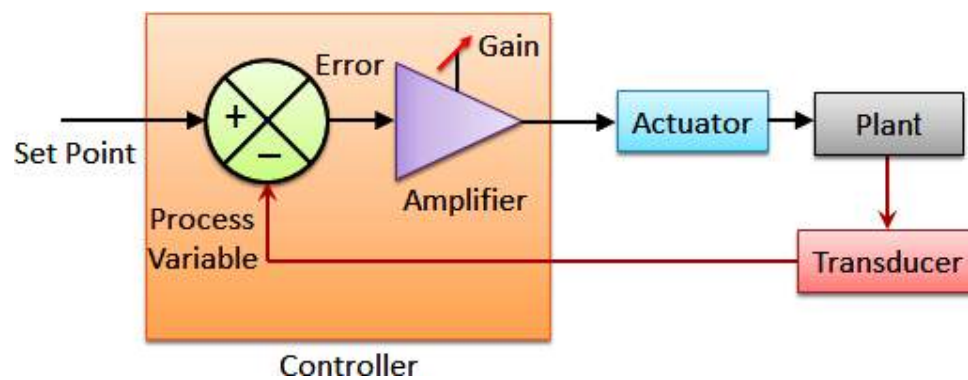 Gain
Error
+
Set Point
−
Amplifier
Actuator
Plant
Process
Variable
Transducer
Controller